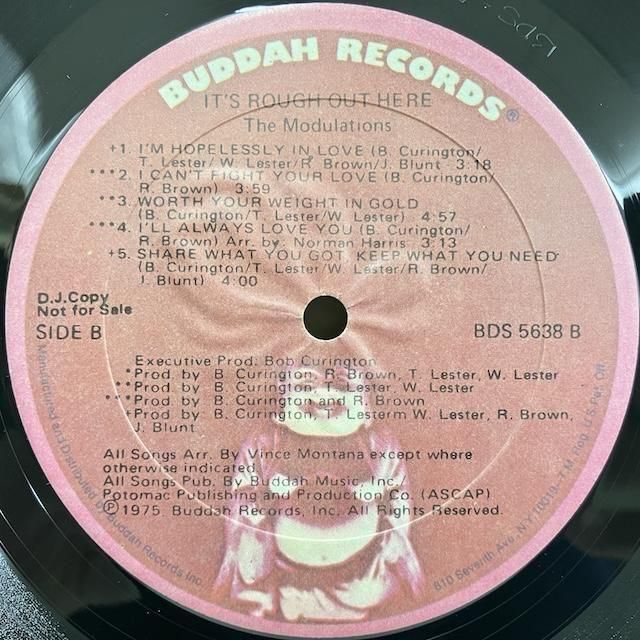 BUDDAH RECORDS®
IT'S ROUGH OUT HERE
The Modulations
+1. I'M HOPELESSLY IN LOVE (B. Curington/
T. Lester/W. Lester/R. Brown/J. Blunt 3:18
***2. I CAN'T FIGHT YOUR LOVE (B. Curington/
R. Brown) 3:59
**3. WORTH YOUR WEIGHT IN GOLD
(B. Curington/T. Lester/W. Lester) 4:57
***4. I'LL ALWAYS LOVE YOU (B. Curington/
R. Brown) Arr. by. Norman Harris 3:13
+5. SHARE WHAT YOU GOT, KEEP WHAT YOU NEED
(B. Curington/T. Lester/W. Lester/R. Brown/
J. Blunt) 4:00
D.J. Copy
Not for Sale
SIDE B
BDS 5638 B
Executive Prod. Bob Curington
*Prod. by B. Curington, R. Brown, T. Lester, W. Lester
**Prod. by B. Curington, T. Lester, W. Lester
***Prod. by B. Curington and R. Brown
+Prod. by B. Curington, T. Lesterm W. Lester, R. Brown,
J. Blunt
All Songs Arr. By Vince Montana except where
otherwise indicated.
All Songs Pub. By Buddah Music, Inc./
Potomac Publishing and Production Co. (ASCAP)
Ⓟ1975, Buddah Records, Inc. All Rights Reserved.
Manufactured and Distributed by Buddah Records Inc.
810 Seventh Ave., N.Y. 10019-T.M. Reg. U.S. Pat. Off.
BDS